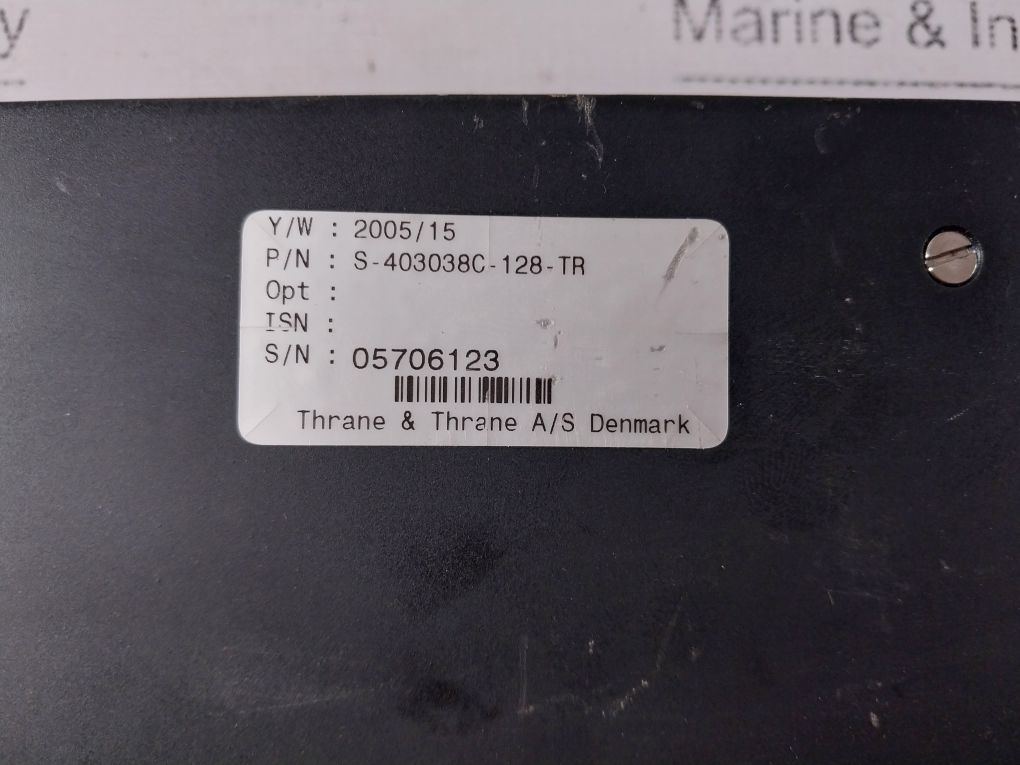 y Marine & In
Y/W : 2005/15
P/N : S-403038C-128-TR
Opt :
ISN :
S/N : 05706123
Thrane & Thrane A/S Denmark